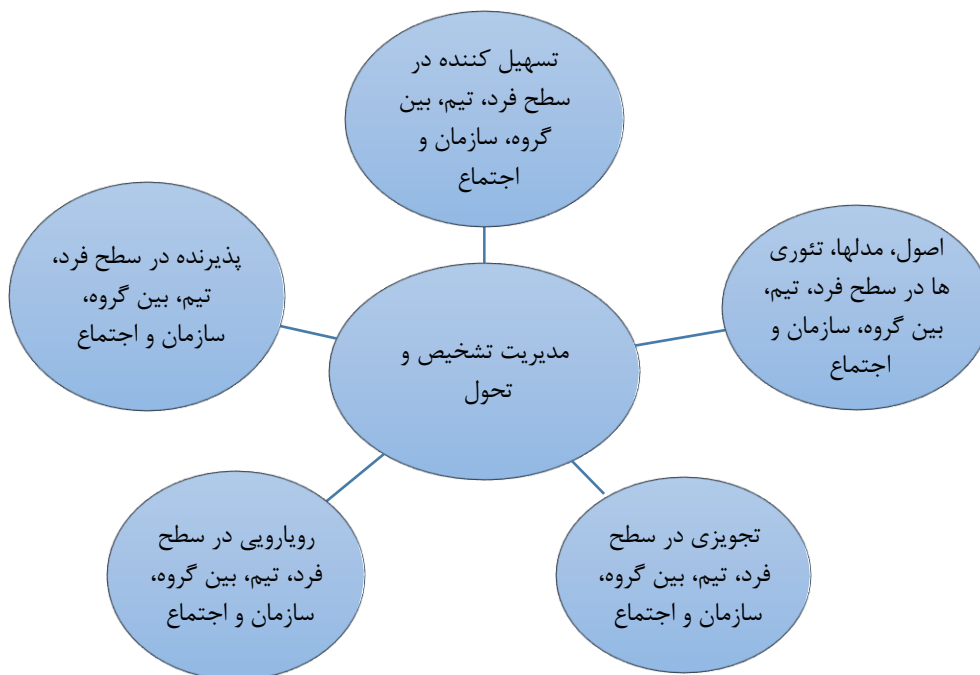 تسهیل کننده در
سطح فرد، تیم، بین
گروه، سازمان و
اجتماع
اصول، مدلها، تئوری
ها در سطح فرد، تیم،
بین گروه، سازمان و
اجتماع
پذیرنده در سطح فرد،
تیم، بین گروه،
سازمان و اجتماع
مدیریت تشخیص و
تحول
تجویزی در سطح
فرد، تیم، بین گروه،
سازمان و اجتماع
رویارویی در سطح
فرد، تیم، بین گروه،
سازمان و اجتماع